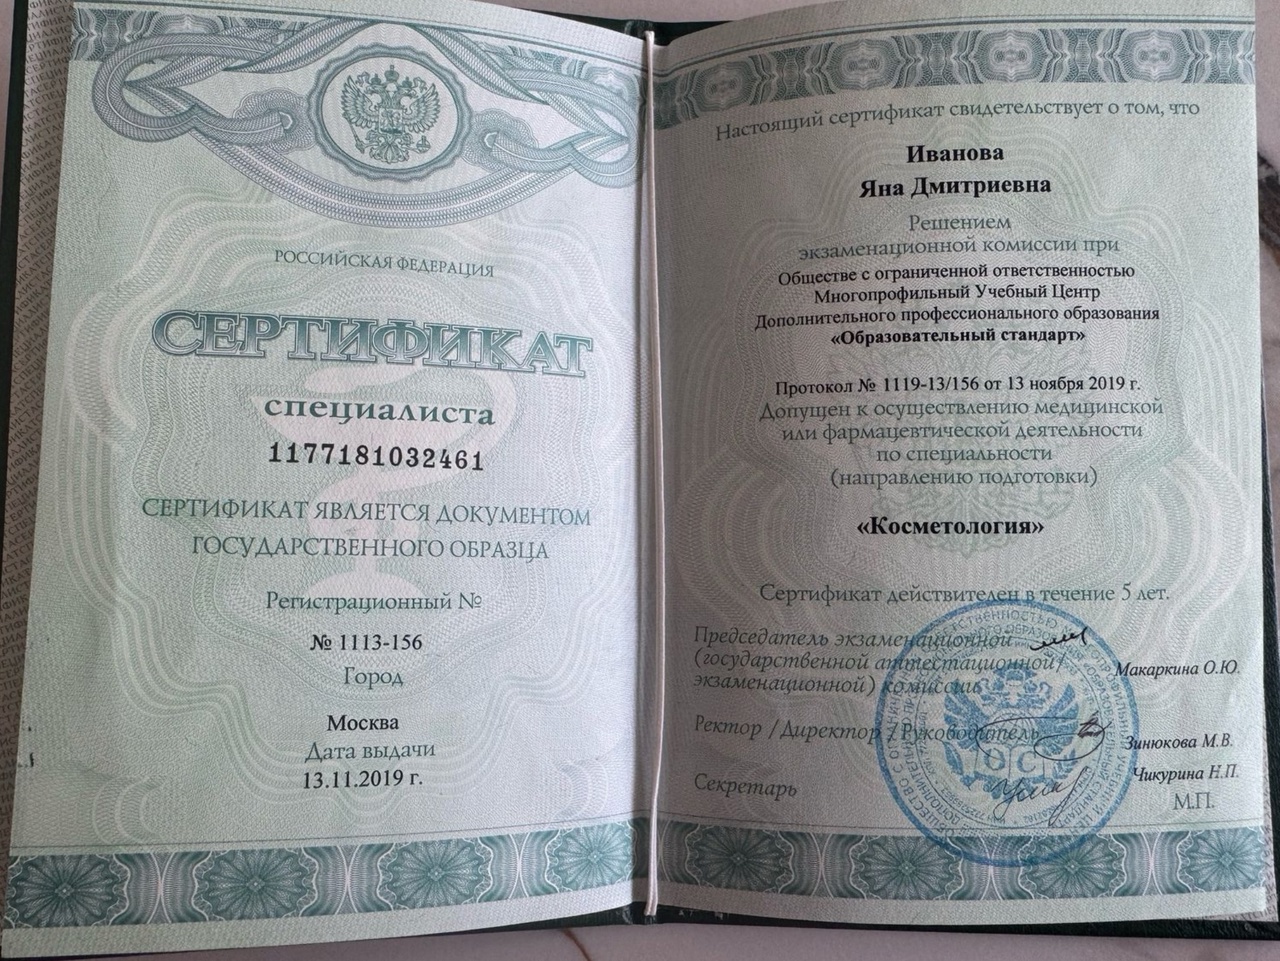 РОССИЙСКАЯ ФЕДЕРАЦИЯ
СЕРТИФИКАТ
специалиста
1177181032461
СЕРТИФИКАТ ЯВЛЯЕТСЯ ДОКУМЕНТОМ
ГОСУДАРСТВЕННОГО ОБРАЗЦА
Регистрационный №
№ 1113-156
Город
Москва
Дата выдачи
13.11.2019 г.
Настоящий сертификат свидетельствует о том, что
Иванова
Яна Дмитриевна
Решением
экзаменационной комиссии при
Обществе с ограниченной ответственностью
Многопрофильный Учебный Центр
Дополнительного профессионального образования
«Образовательный стандарт»
Протокол № 1119-13/156 от 13 ноября 2019 г.
Допущен к осуществлению медицинской
или фармацевтической деятельности
по специальности
(направлению подготовки)
«Косметология»
Сертификат действителен в течение 5 лет.
Председатель экзаменационной
(государственной аттестационной/
экзаменационной) комиссии
Макаркина О.Ю.
Ректор / Директор / Руководитель
Зинюкова М.В.
Чикурина Н.П.
Секретарь
М.П.